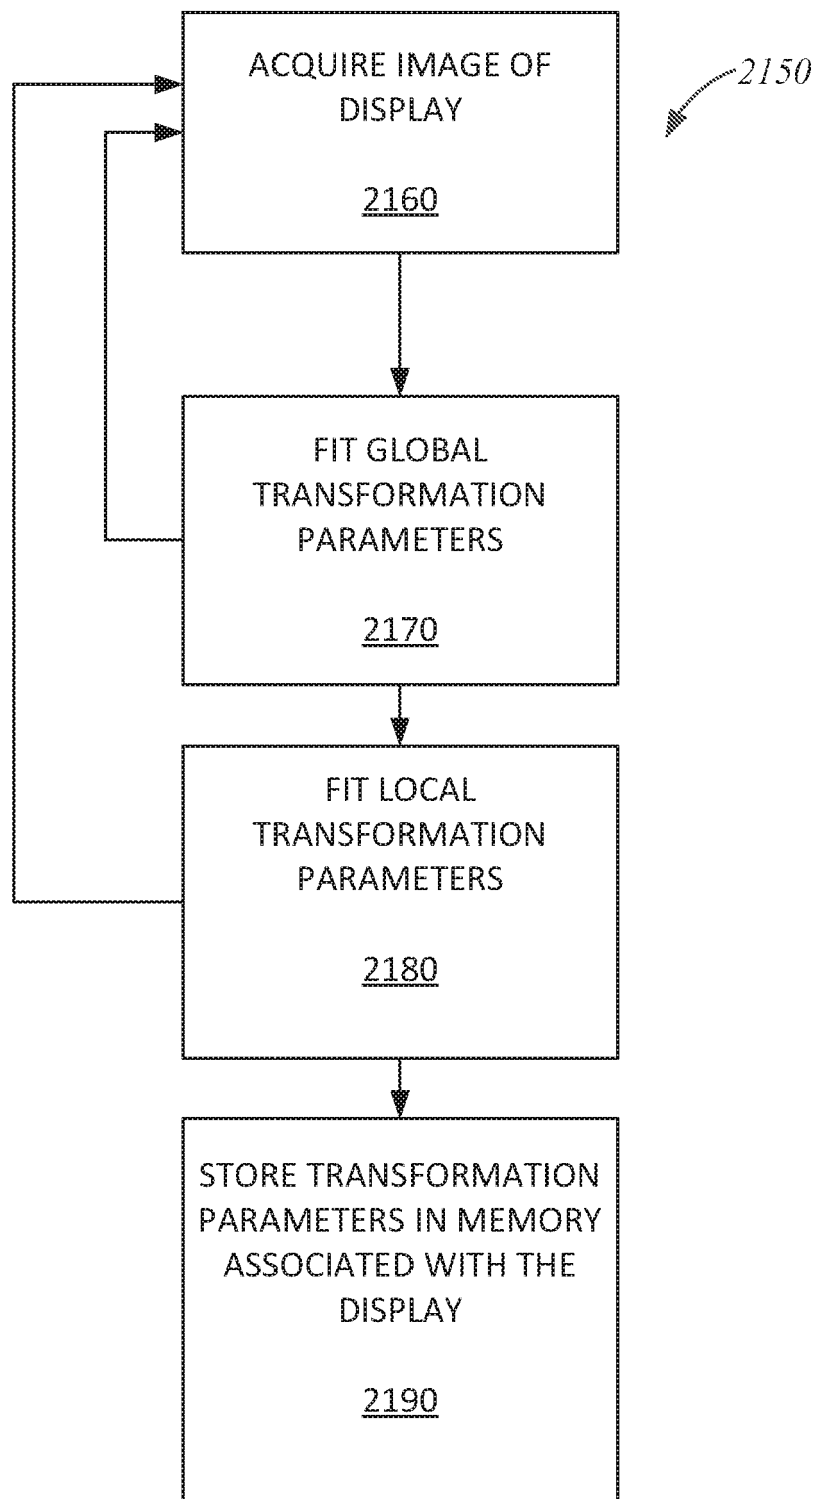 ACQUIRE IMAGE OF
DISPLAY
2160
2150
FIT GLOBAL
TRANSFORMATION
PARAMETERS
2170
FIT LOCAL
TRANSFORMATION
PARAMETERS
2180
STORE TRANSFORMATION
PARAMETERS IN MEMORY
ASSOCIATED WITH THE
DISPLAY
2190